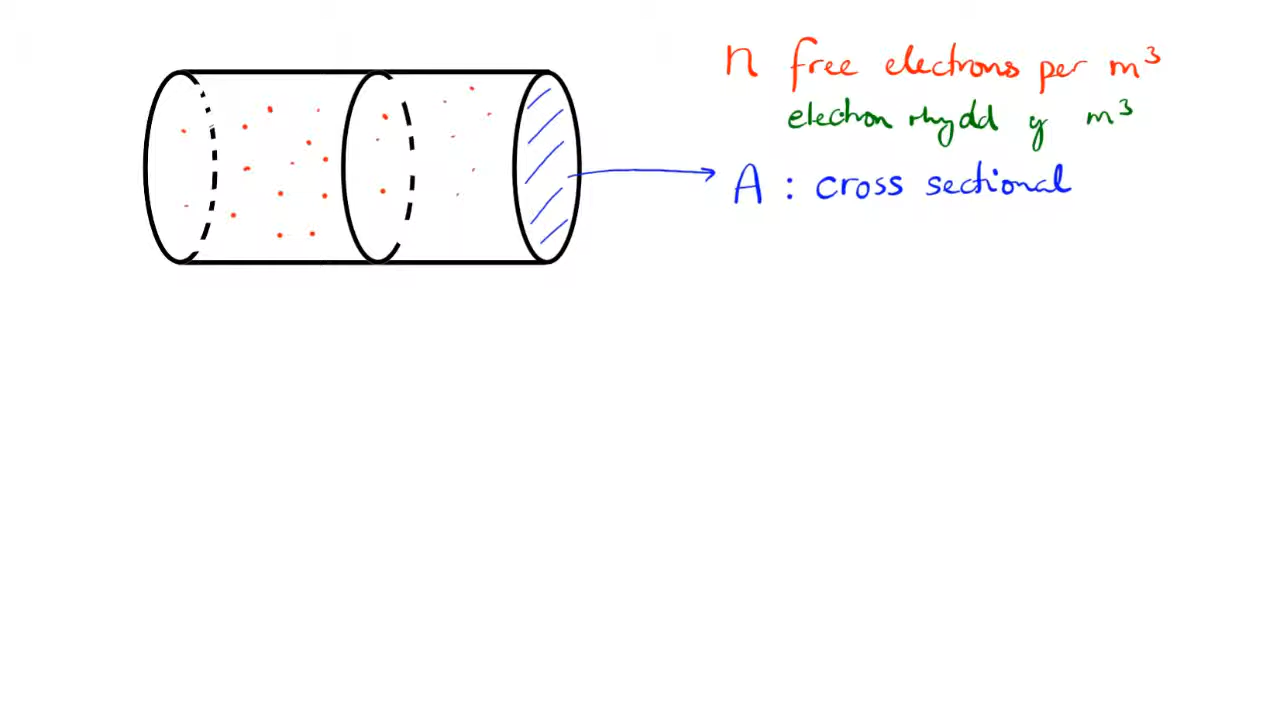 n free electrons per m³
electron rhydd y m³
A : cross sectional